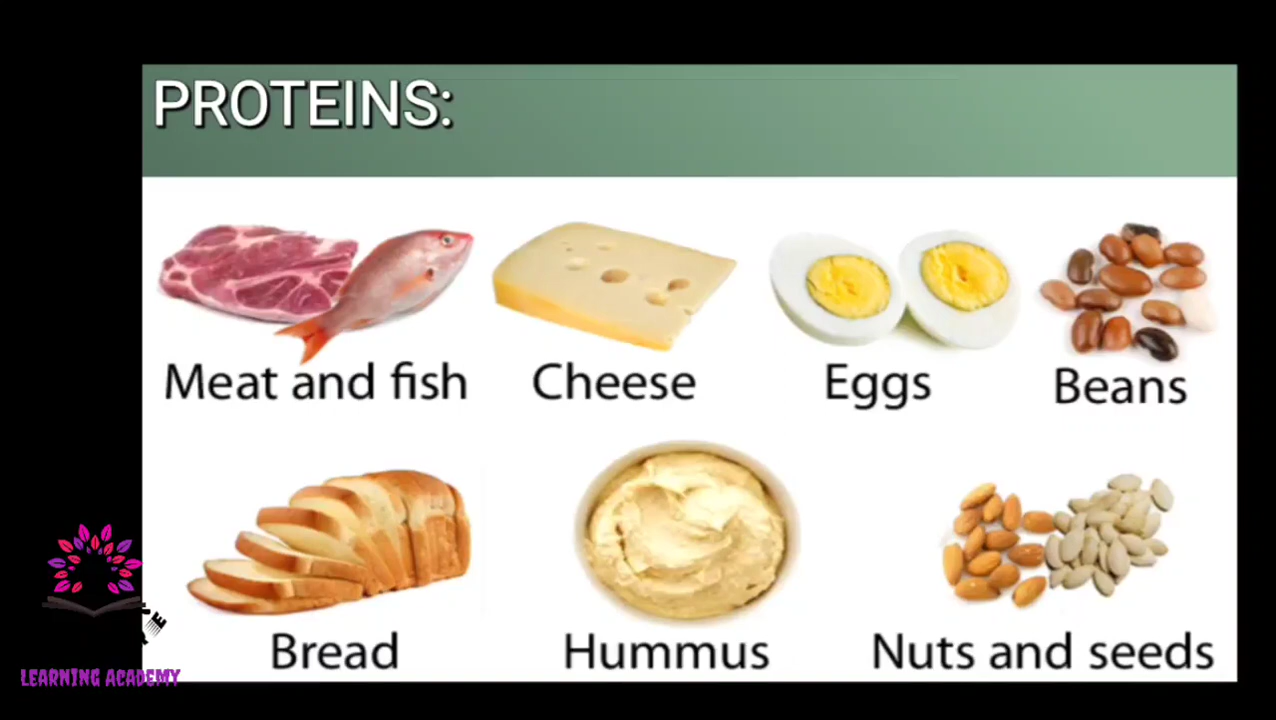 PROTEINS:
Meat and fish
Cheese
Eggs
Beans
Bread
Hummus
Nuts and seeds
LEARNING ACADEMY